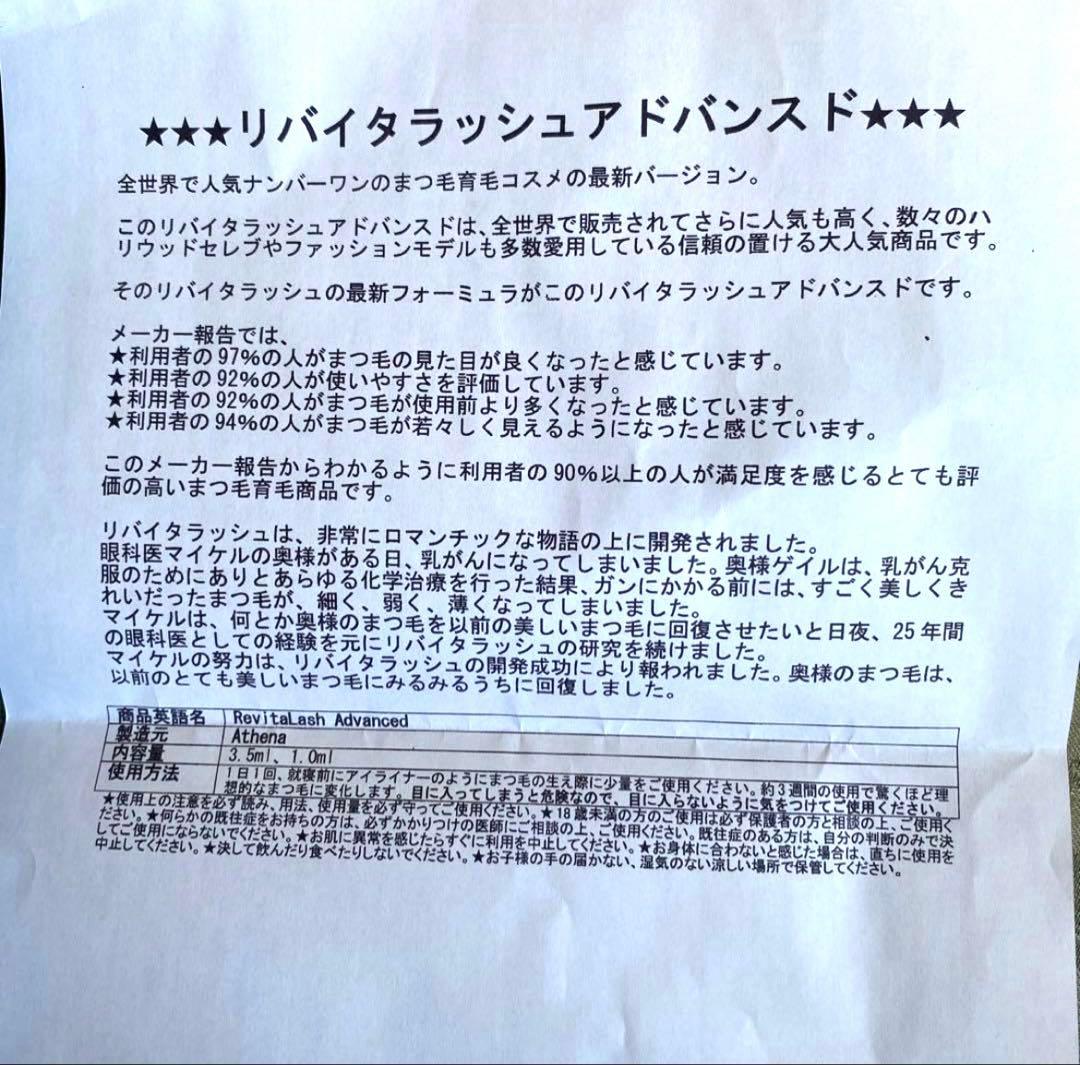 ★★★リバイタラッシュアドバンスド★★★
全世界で人気ナンバーワンのまつ毛育毛コスメの最新バージョン。
このリバイタラッシュアドバンスドは、全世界で販売されてさらに人気も高く、数々のハ
リウッドセレブやファッションモデルも多数愛用している信頼の置ける大人気商品です。
そのリバイタラッシュの最新フォーミュラがこのリバイタラッシュアドバンスドです。
メーカー報告では、
★利用者の97%の人がまつ毛の見た目が良くなったと感じています。
★利用者の92%の人が使いやすさを評価しています。
★利用者の92%の人がまつ毛が使用前より多くなったと感じています。
★利用者の94%の人がまつ毛が若々しく見えるようになったと感じています。
このメーカー報告からわかるように利用者の90%以上の人が満足度を感じるとても評
価の高いまつ毛育毛商品です。
リバイタラッシュは、非常にロマンチックな物語の上に開発されました。
眼科医マイケルの奥様がある日、乳がんになってしまいました。奥様ゲイルは、乳がん克
服のためにありとあらゆる化学治療を行った結果、ガンにかかる前には、すごく美しくき
れいだったまつ毛が、細く、弱く、薄くなってしまいました。
マイケルは、何とか奥様のまつ毛を以前の美しいまつ毛に回復させたいと日夜、25年間
の眼科医としての経験を元にリバイタラッシュの研究を続けました。
マイケルの努力は、リバイタラッシュの開発成功により報われました。奥様のまつ毛は、
以前のとても美しいまつ毛にみるみるうちに回復しました。
商品英語名 RevitaLash Advanced
製造元 Athena
内容量 3.5ml、1.0ml
使用方法 1日1回、就寝前にアイライナーのようにまつ毛の生え際に少量をご使用ください。約3週間の使用で驚くほど理
想的なまつ毛に変化します。目に入ってしまうと危険なので、目に入らないように気をつけてご使用ください。
★使用上の注意を必ず読み、用法、使用量を必ず守ってご使用ください。★18歳未満の方のご使用は必ず保護者の方と相談の上、ご使用く
ださい。★何らかの既往症をお持ちの方は、必ずかかりつけの医師にご相談の上、ご使用ください。既往症のある方は、自分の判断のみで決
してご使用にならないでください。★お肌に異常を感じたらすぐに利用を中止してください。★お身体に合わないと感じた場合は、直ちに使用を
中止してください。★決して飲んだり食べたりしないでください。★お子様の手の届かない、湿気のない涼しい場所で保管してください。